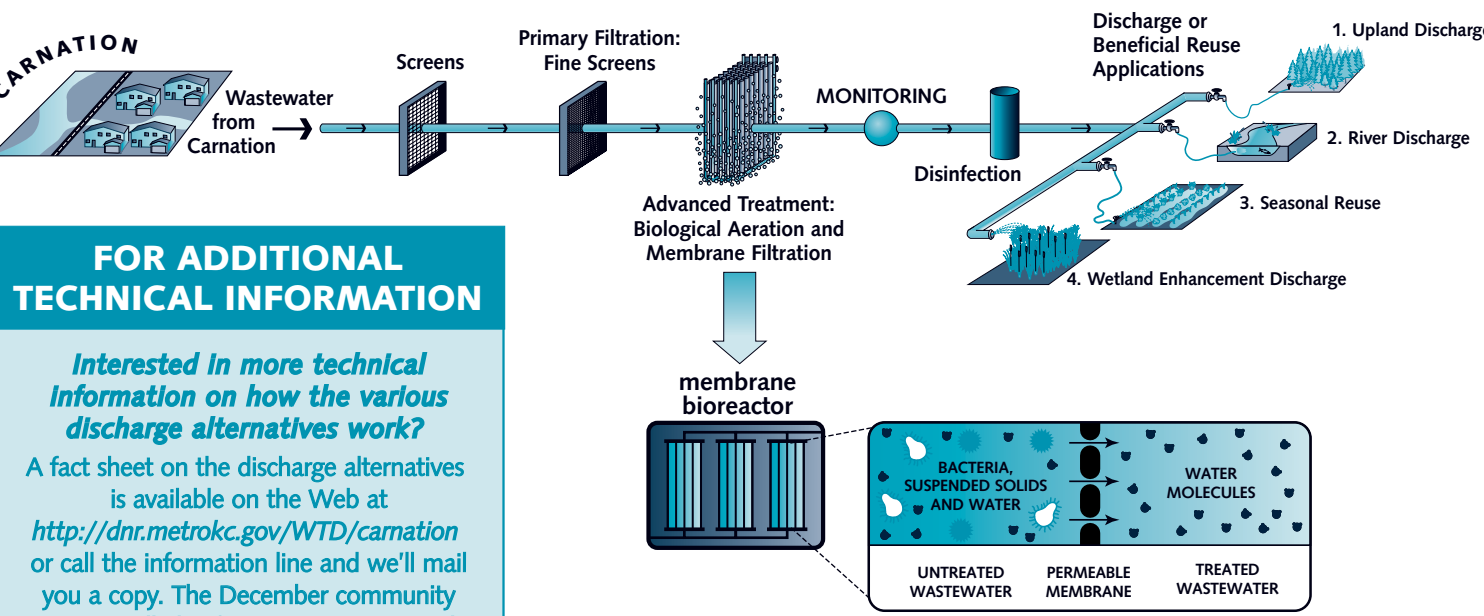 CARNATION
Wastewater
from
Carnation
Screens
Primary Filtration:
Fine Screens
Advanced Treatment:
Biological Aeration and
Membrane Filtration
MONITORING
Disinfection
Discharge or
Beneficial Reuse
Applications
1. Upland Discharge
2. River Discharge
3. Seasonal Reuse
4. Wetland Enhancement Discharge
FOR ADDITIONAL
TECHNICAL INFORMATION
Interested in more technical
information on how the various
discharge alternatives work?
A fact sheet on the discharge alternatives
is available on the Web at
http://dnr.metrokc.gov/WTD/carnation
or call the information line and we'll mail
you a copy. The December community
membrane
bioreactor
BACTERIA,
SUSPENDED SOLIDS
AND WATER
WATER
MOLECULES
UNTREATED
WASTEWATER
PERMEABLE
MEMBRANE
TREATED
WASTEWATER